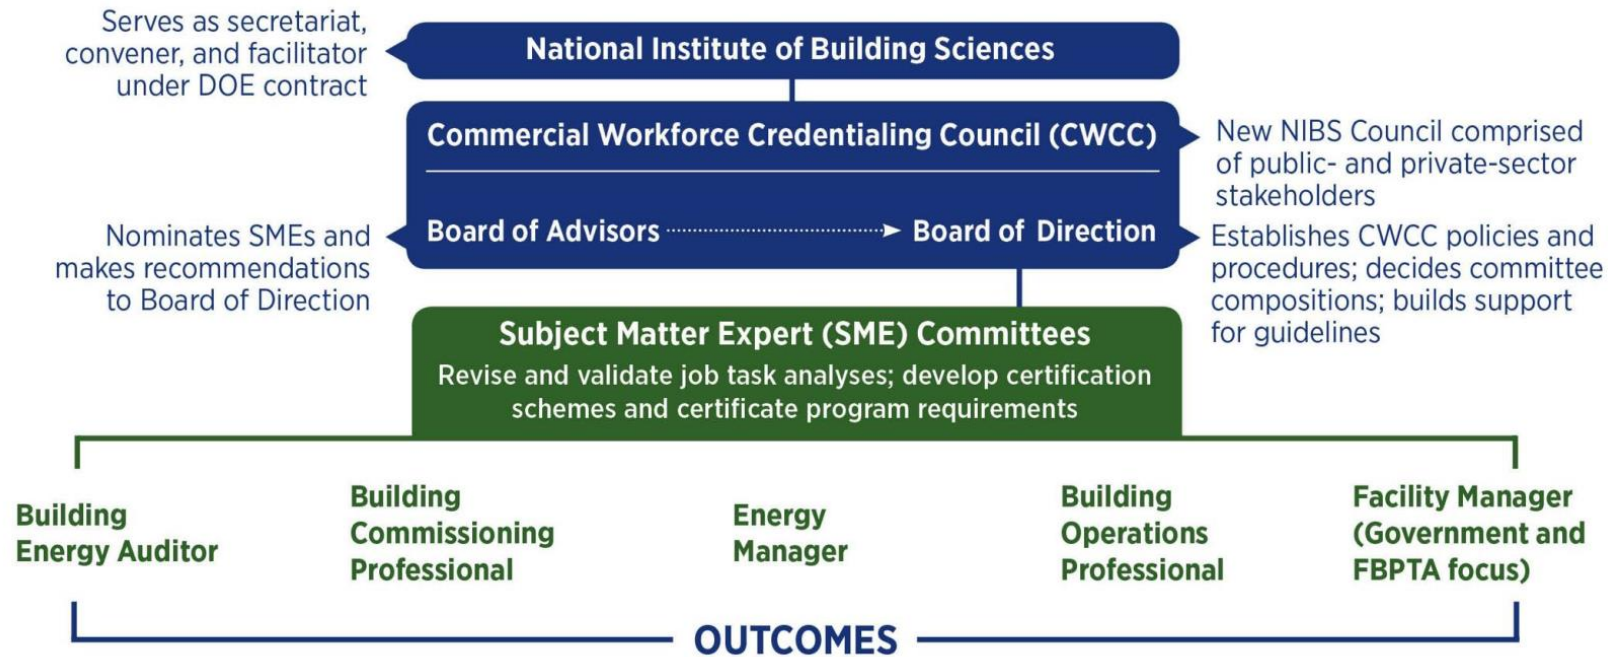 Serves as secretariat,
convener, and facilitator
under DOE contract
National Institute of Building Sciences
Commercial Workforce Credentialing Council (CWCC)
New NIBS Council comprised
of public- and private-sector
stakeholders
Nominates SMEs and
makes recommendations
to Board of Direction
Board of Advisors
Board of Direction
Establishes CWCC policies and
procedures; decides committee
compositions; builds support
for guidelines
Subject Matter Expert (SME) Committees
Revise and validate job task analyses; develop certification
schemes and certificate program requirements
Building
Energy Auditor
Building
Commissioning
Professional
Energy
Manager
Building
Operations
Professional
Facility Manager
(Government and
FBPTA focus)
OUTCOMES